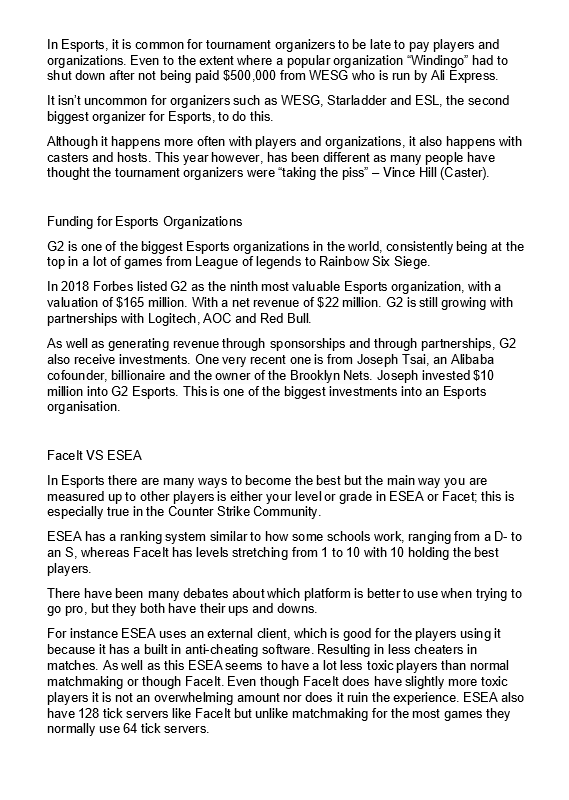 In Esports, it is common for tournament organizers to be late to pay players and
organizations. Even to the extent where a popular organization “Windingo” had to
shut down after not being paid $500,000 from WESG who is run by Ali Express.
It isn’t uncommon for organizers such as WESG, Starladder and ESL, the second
biggest organizer for Esports, to do this.
Although it happens more often with players and organizations, it also happens with
casters and hosts. This year however, has been different as many people have
thought the tournament organizers were “taking the piss” – Vince Hill (Caster).
Funding for Esports Organizations
G2 is one of the biggest Esports organizations in the world, consistently being at the
top in a lot of games from League of legends to Rainbow Six Siege.
In 2018 Forbes listed G2 as the ninth most valuable Esports organization, with a
valuation of $165 million. With a net revenue of $22 million. G2 is still growing with
partnerships with Logitech, AOC and Red Bull.
As well as generating revenue through sponsorships and through partnerships, G2
also receive investments. One very recent one is from Joseph Tsai, an Alibaba
cofounder, billionaire and the owner of the Brooklyn Nets. Joseph invested $10
million into G2 Esports. This is one of the biggest investments into an Esports
organisation.
FaceIt VS ESEA
In Esports there are many ways to become the best but the main way you are
measured up to other players is either your level or grade in ESEA or Facet; this is
especially true in the Counter Strike Community.
ESEA has a ranking system similar to how some schools work, ranging from a D- to
an S, whereas FaceIt has levels stretching from 1 to 10 with 10 holding the best
players.
There have been many debates about which platform is better to use when trying to
go pro, but they both have their ups and downs.
For instance ESEA uses an external client, which is good for the players using it
because it has a built in anti-cheating software. Resulting in less cheaters in
matches. As well as this ESEA seems to have a lot less toxic players than normal
matchmaking or though FaceIt. Even though FaceIt does have slightly more toxic
players it is not an overwhelming amount nor does it ruin the experience. ESEA also
have 128 tick servers like FaceIt but unlike matchmaking for the most games they
normally use 64 tick servers.